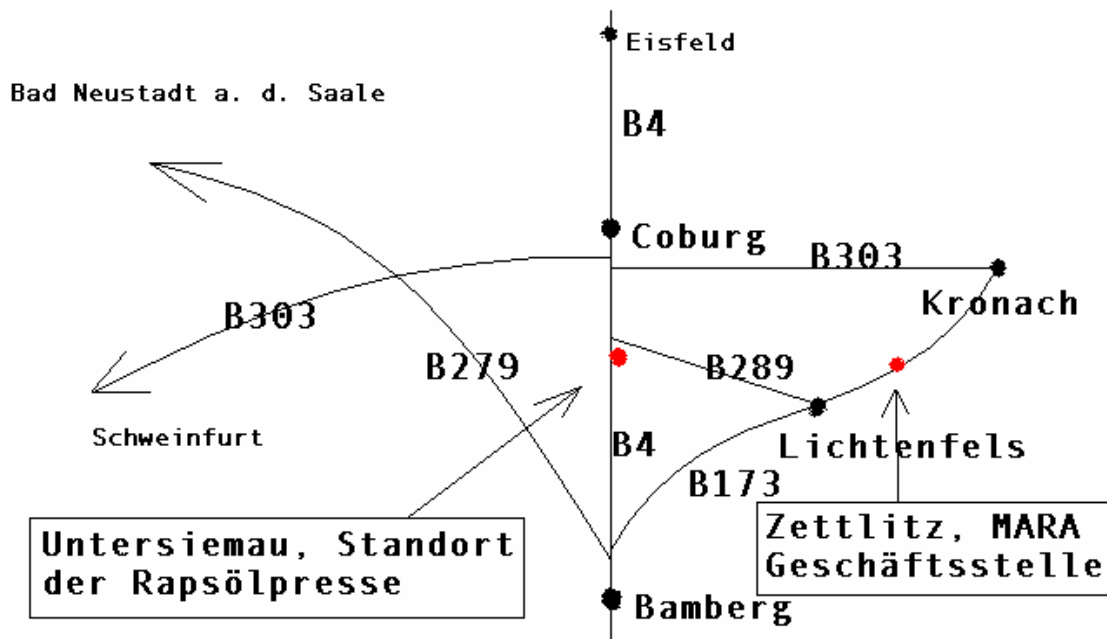 Eisfeld
Bad Neustadt a. d. Saale
B4
Coburg
B303
Kronach
B303
B279
B289
Schweinfurt
B4
Lichtenfels
B173
Untersiemau, Standort
der Rapsölpresse
Zettlitz, MARA
Geschäftsstelle
Bamberg